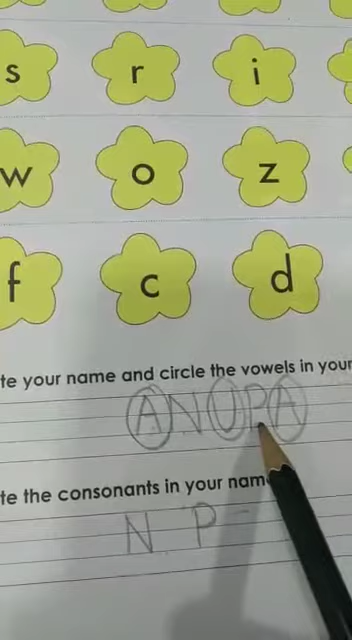 s r i
w o z
f c d
te your name and circle the vowels in your
ANUPA
te the consonants in your nam
N P